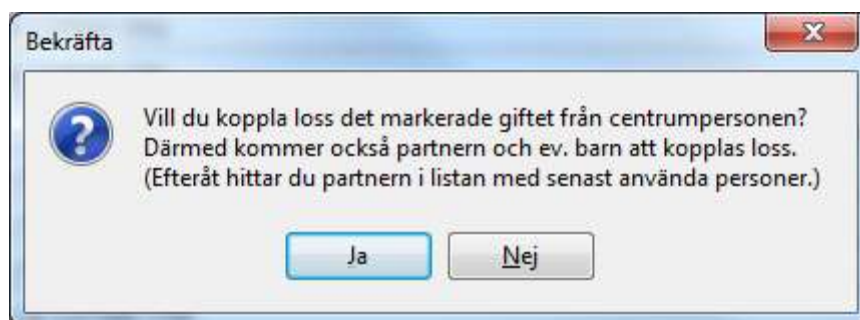 Bekräfta
Vill du koppla loss det markerade giftet från centrumpersonen?
Därmed kommer också partnern och ev. barn att kopplas loss.
(Efteråt hittar du partnern i listan med senast använda personer.)
Ja
Nej